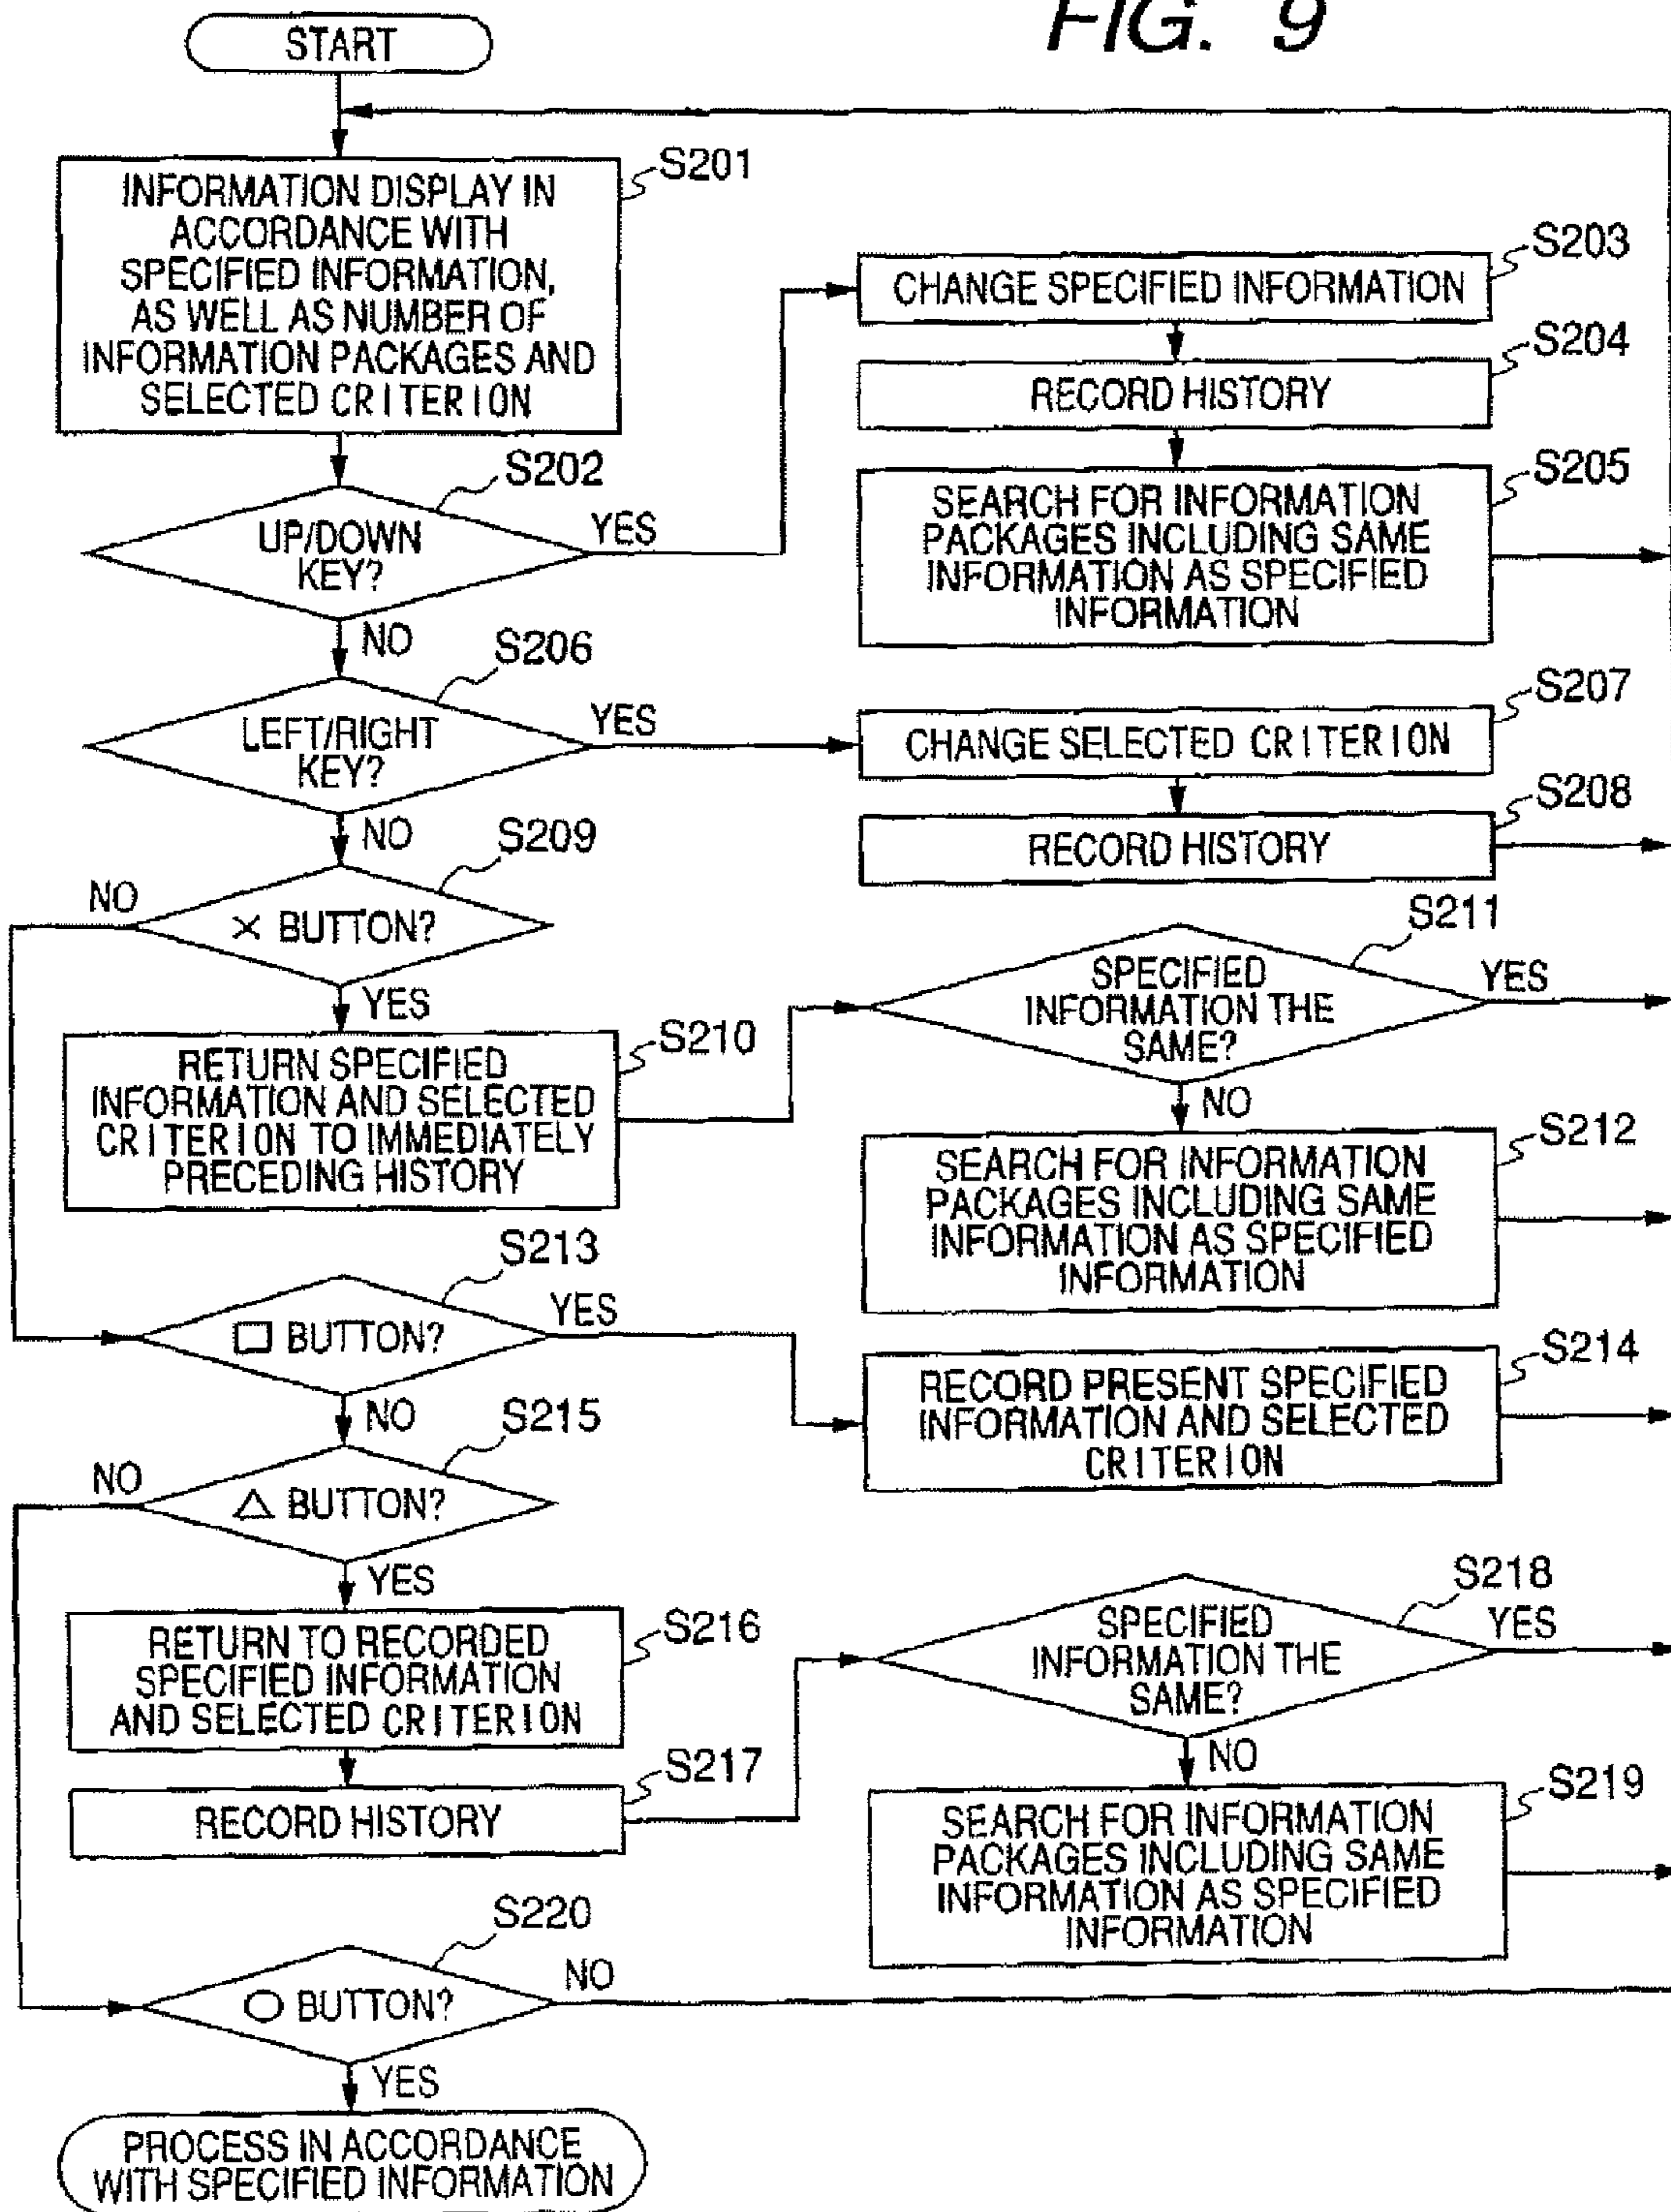 FIG. 9
START
S201
INFORMATION DISPLAY IN
ACCORDANCE WITH
SPECIFIED INFORMATION,
AS WELL AS NUMBER OF
INFORMATION PACKAGES AND
SELECTED CRITERION
S202
UP/DOWN
KEY?
YES
NO
S203
CHANGE SPECIFIED INFORMATION
S204
RECORD HISTORY
S205
SEARCH FOR INFORMATION
PACKAGES INCLUDING SAME
INFORMATION AS SPECIFIED
INFORMATION
S206
LEFT/RIGHT
KEY?
YES
NO
S207
CHANGE SELECTED CRITERION
S208
RECORD HISTORY
S209
NO
× BUTTON?
YES
S210
RETURN SPECIFIED
INFORMATION AND SELECTED
CRITERION TO IMMEDIATELY
PRECEDING HISTORY
S211
SPECIFIED
INFORMATION THE
SAME?
YES
NO
S212
SEARCH FOR INFORMATION
PACKAGES INCLUDING SAME
INFORMATION AS SPECIFIED
INFORMATION
S213
□ BUTTON?
YES
NO
S214
RECORD PRESENT SPECIFIED
INFORMATION AND SELECTED
CRITERION
S215
NO
△ BUTTON?
YES
S216
RETURN TO RECORDED
SPECIFIED INFORMATION
AND SELECTED CRITERION
S217
RECORD HISTORY
S218
SPECIFIED
INFORMATION THE
SAME?
YES
NO
S219
SEARCH FOR INFORMATION
PACKAGES INCLUDING SAME
INFORMATION AS SPECIFIED
INFORMATION
S220
○ BUTTON?
NO
YES
PROCESS IN ACCORDANCE
WITH SPECIFIED INFORMATION